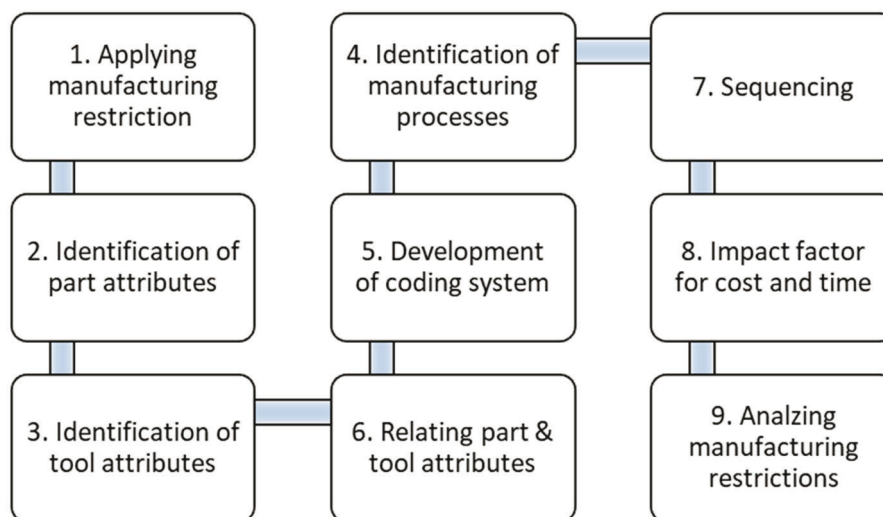 1. Applying
manufacturing
restriction
2. Identification of
part attributes
3. Identification of
tool attributes
4. Identification of
manufacturing
processes
5. Development
of coding system
6. Relating part &
tool attributes
7. Sequencing
8. Impact factor
for cost and time
9. Analzing
manufacturing
restrictions